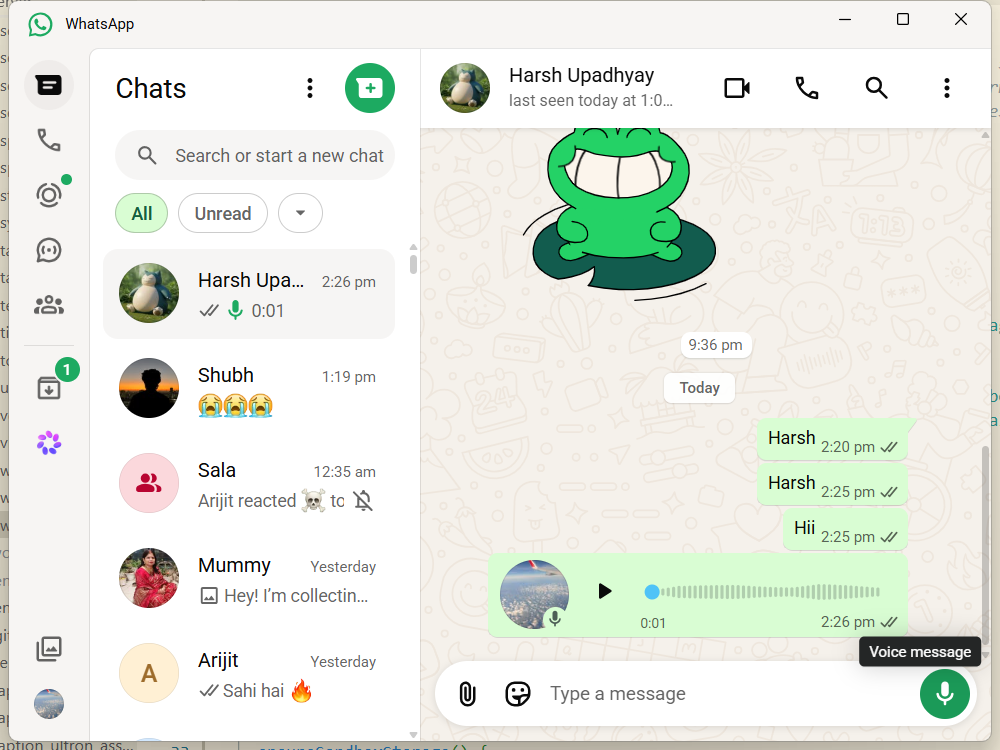 WhatsApp
Chats
Search or start a new chat
All
Unread
Harsh Upa...
2:26 pm
0:01
Shubh
1:19 pm
😭😭😭
Sala
12:35 am
Arijit reacted ☠️ to
Mummy
Yesterday
Hey! I'm collectin...
A
Arijit
Yesterday
Sahi hai 🔥
1
Harsh Upadhyay
last seen today at 1:0...
9:36 pm
Today
Harsh 2:20 pm
Harsh 2:25 pm
Hii 2:25 pm
0:01
2:26 pm
Voice message
Type a message